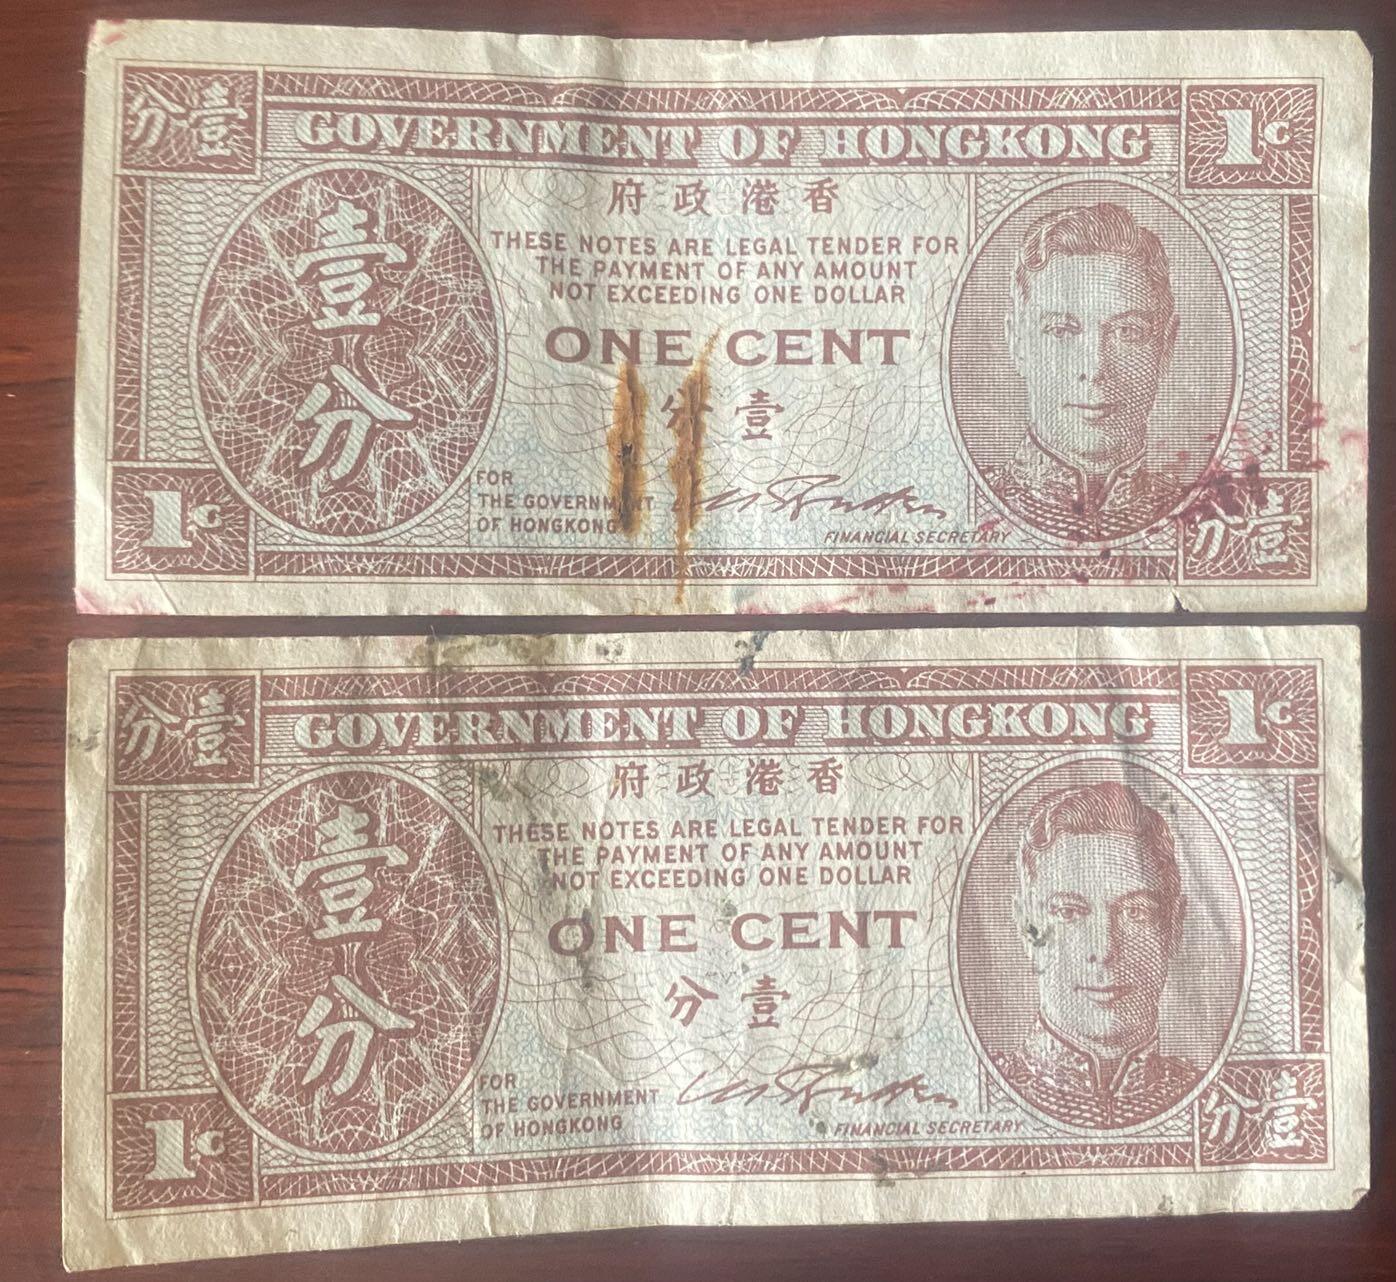 壹分
GOVERNMENT OF HONGKONG
1c
香港政府
THESE NOTES ARE LEGAL TENDER FOR
THE PAYMENT OF ANY AMOUNT
NOT EXCEEDING ONE DOLLAR
壹分
ONE CENT
壹分
FOR
THE GOVERNMENT
OF HONGKONG
FINANCIAL SECRETARY
1c
壹分
壹分
GOVERNMENT OF HONGKONG
1c
香港政府
THESE NOTES ARE LEGAL TENDER FOR
THE PAYMENT OF ANY AMOUNT
NOT EXCEEDING ONE DOLLAR
壹分
ONE CENT
壹分
FOR
THE GOVERNMENT
OF HONGKONG
FINANCIAL SECRETARY
1c
壹分